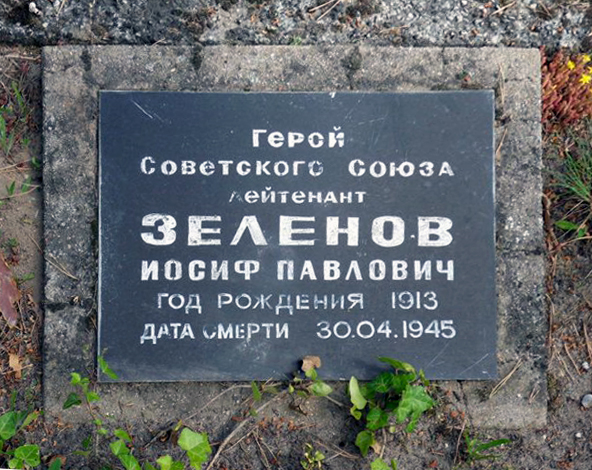 Герой
Советского Союза
лейтенант
ЗЕЛЕНОВ
ИОСИФ ПАВЛОВИЧ
ГОД РОЖДЕНИЯ 1913
ДАТА СМЕРТИ 30.04.1945